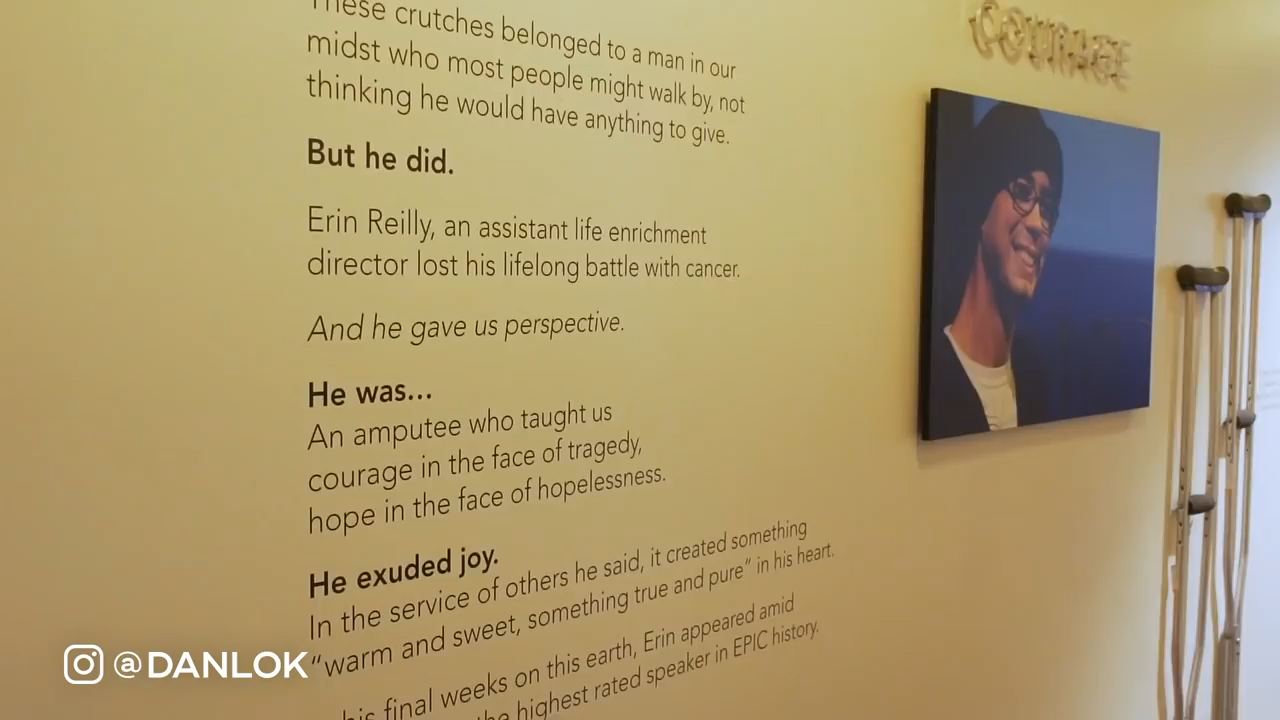 These crutches belonged to a man in our
midst who most people might walk by, not
thinking he would have anything to give.
But he did.
Erin Reilly, an assistant life enrichment
director lost his lifelong battle with cancer.
And he gave us perspective.
He was...
An amputee who taught us
courage in the face of tragedy,
hope in the face of hopelessness.
He exuded joy.
In the service of others he said, it created something
“warm and sweet, something true and pure” in his heart.
his final weeks on this earth, Erin appeared amid
the highest rated speaker in EPIC history.
COURAGE
@DANLOK